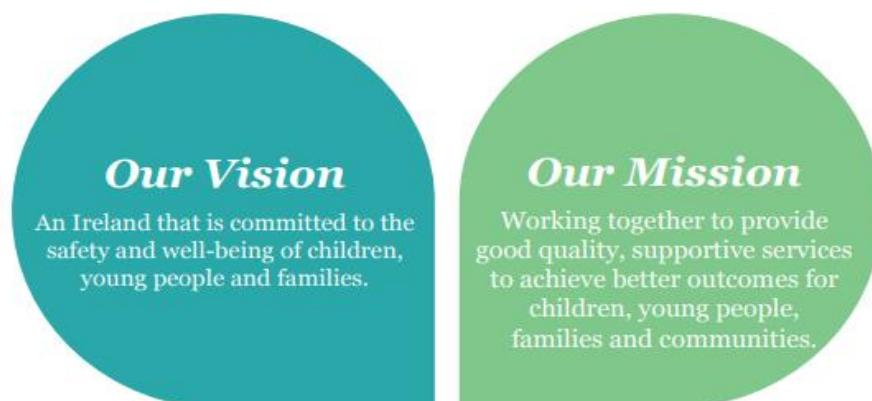 Our Vision
An Ireland that is committed to the
safety and well-being of children,
young people and families.
Our Mission
Working together to provide
good quality, supportive services
to achieve better outcomes for
children, young people,
families and communities.